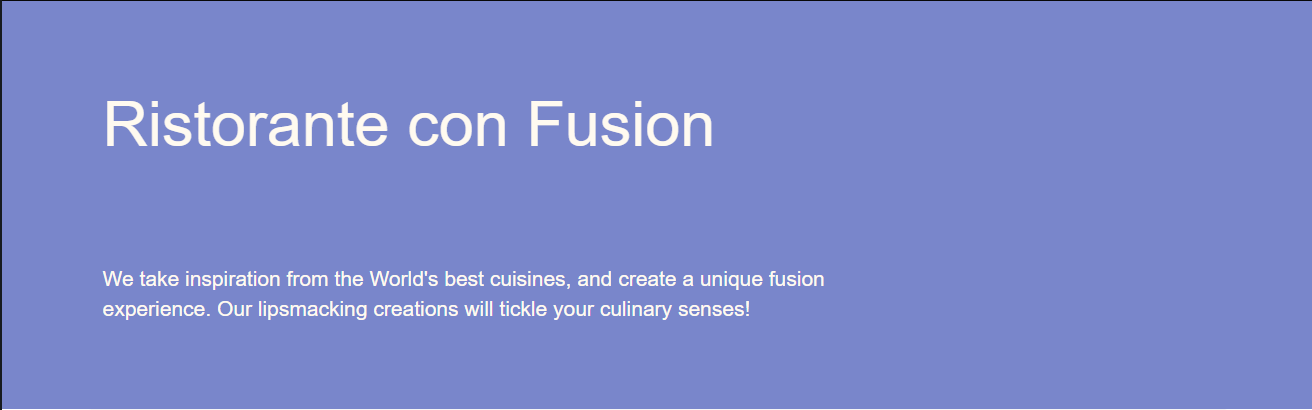 Ristorante con Fusion
We take inspiration from the World's best cuisines, and create a unique fusion
experience. Our lipsmacking creations will tickle your culinary senses!